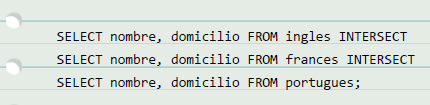 SELECT nombre, domicilio FROM ingles INTERSECT
SELECT nombre, domicilio FROM frances INTERSECT
SELECT nombre, domicilio FROM portugues;